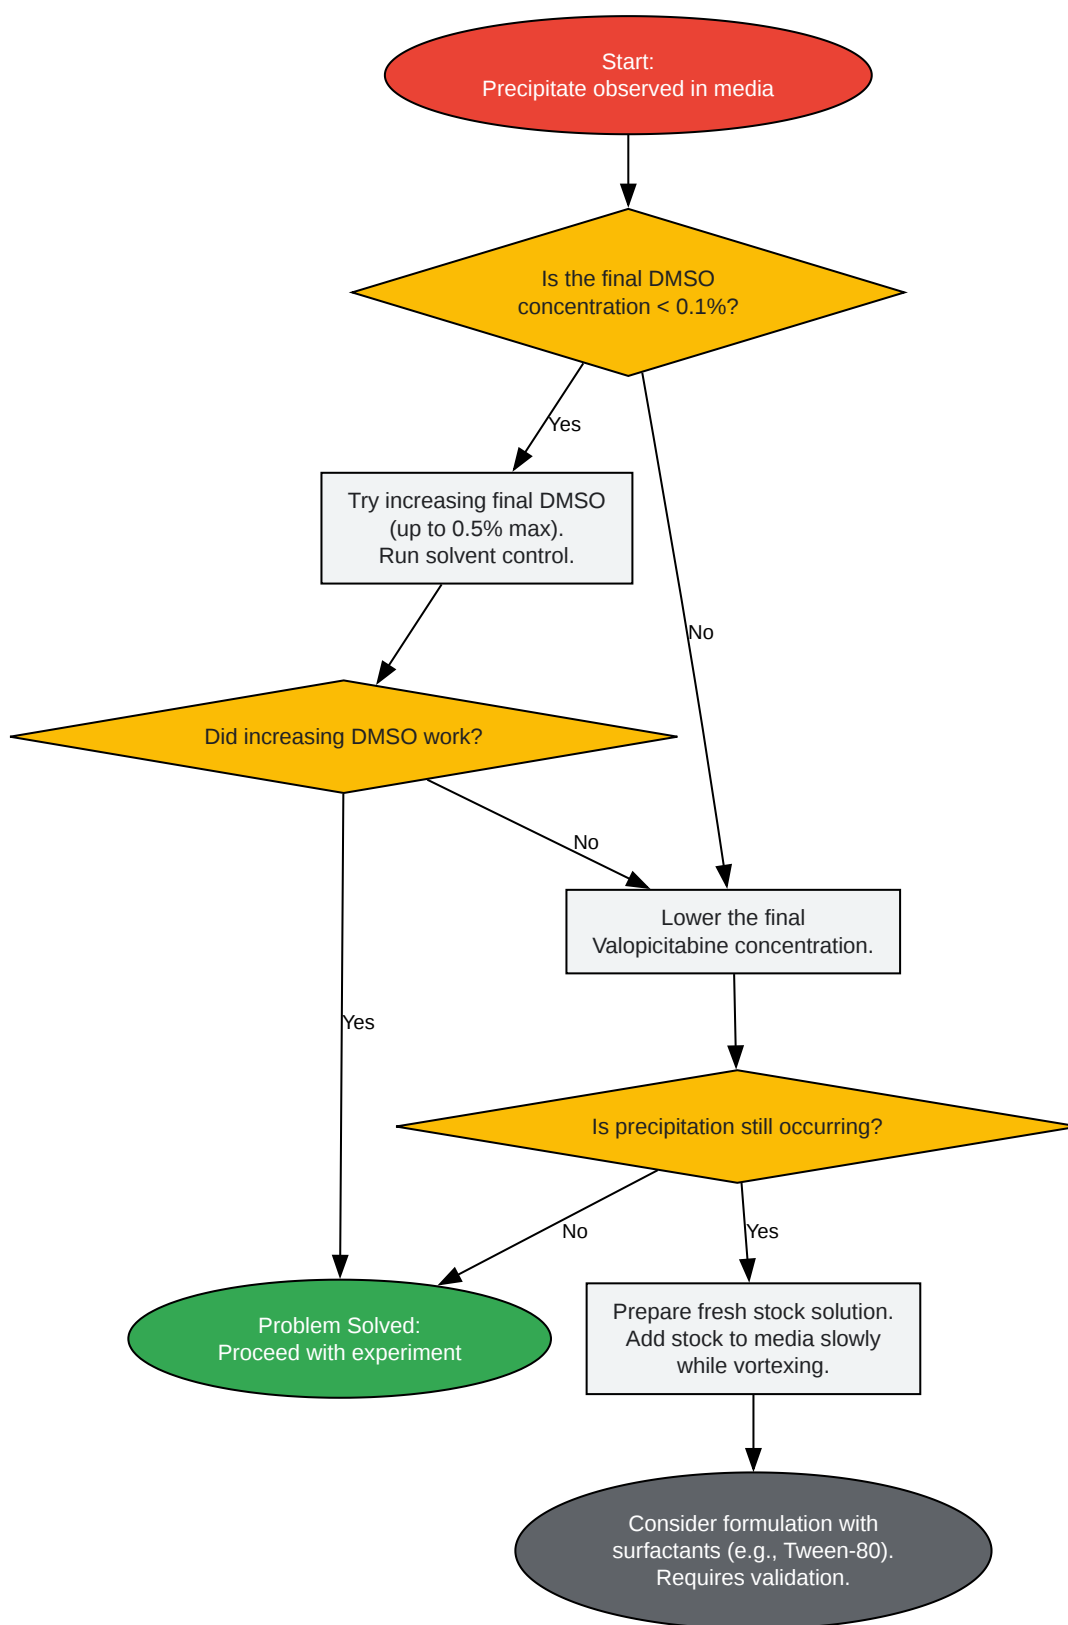 Start:
Precipitate observed in media
Is the final DMSO
concentration < 0.1%?
Yes
Try increasing final DMSO
(up to 0.5% max).
Run solvent control.
No
Did increasing DMSO work?
No
Lower the final
Valopicitabine concentration.
Yes
Is precipitation still occurring?
No
Yes
Problem Solved:
Proceed with experiment
Prepare fresh stock solution.
Add stock to media slowly
while vortexing.
Consider formulation with
surfactants (e.g., Tween-80).
Requires validation.